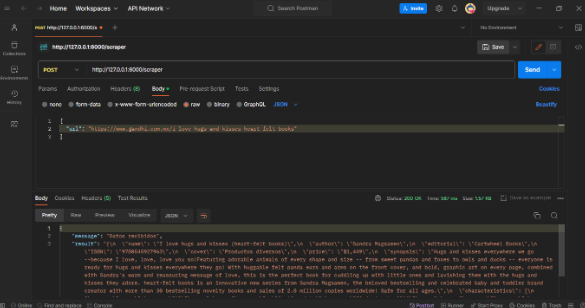 Home Workspaces API Network Search Postman Invite Upgrade
POST http://127.0.0.1:6000/s No Environment
http://127.0.0.1:6000/scraper Save
Collections
POST http://127.0.0.1:6000/scraper Send
Environments
Params Authorization Headers (8) Body Pre-request Script Tests Settings Cookies
History
none form-data x-www-form-urlencoded raw binary GraphQL JSON Beautify
1 {
2 "url": "https://www.gandhi.com.mx/i love hugs and kisses heart felt books"
3 }
Body Cookies Headers (5) Test Results Status: 200 OK Time: Size: 1.57 KB Save as example
Pretty Raw Preview Visualize JSON
{
"message": "Datos recibidos",
"result": "{\n \"name\": \"I love hugs and kisses (heart-felt books)\",\n \"author\": \"Sandra Magsamen\",\n \"editorial\": \"Cartwheel Books\",\n
\"ISBN\": \"\",\n \"cover\": \"Productos diversos\",\n \"price\": \"$1,449\",\n \"synopsis\": \"Hugs and kisses everywhere we go
--because I love, love, love you so!Featuring adorable animals of every shape and size -- from sweet pandas and foxes to owls and ducks -- everyone is
ready for hugs and kisses everywhere they go! With huggable felt panda ears and arms on the front cover, and bold, graphic art on every page, combined
with Sandra's warm and reassuring message of love, this is the perfect book for cuddling up with little ones and lavishing them with the hugs and
kisses they adore. heart-felt books is an innovative new series from Sandra Magsamen, the beloved bestselling and celebrated baby and toddler board
creator with more than 30 bestselling novelty books and sales of 2.5 million copies worldwide! Safe for all ages.\",\n \"characteristics\": {\n
Online Find and replace Console Postbot Runner Start Proxy Cookies Trash